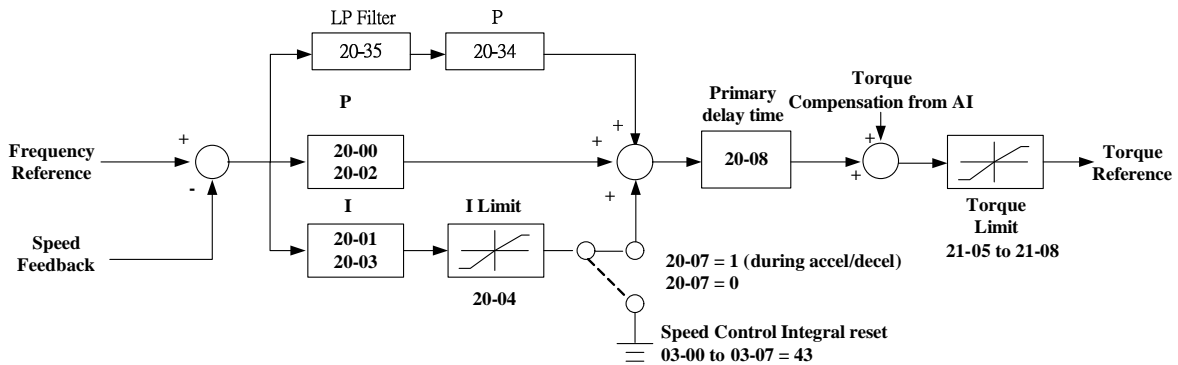 LP Filter
20-35
P
20-34
Torque
Compensation from AI
Primary
delay time
P
+
+
+
+
+
+
-
Frequency
Reference
20-00
20-02
20-08
Torque
Reference
I
I Limit
Torque
Limit
21-05 to 21-08
Speed
Feedback
20-01
20-03
20-04
20-07 = 1 (during accel/decel)
20-07 = 0
Speed Control Integral reset
03-00 to 03-07 = 43